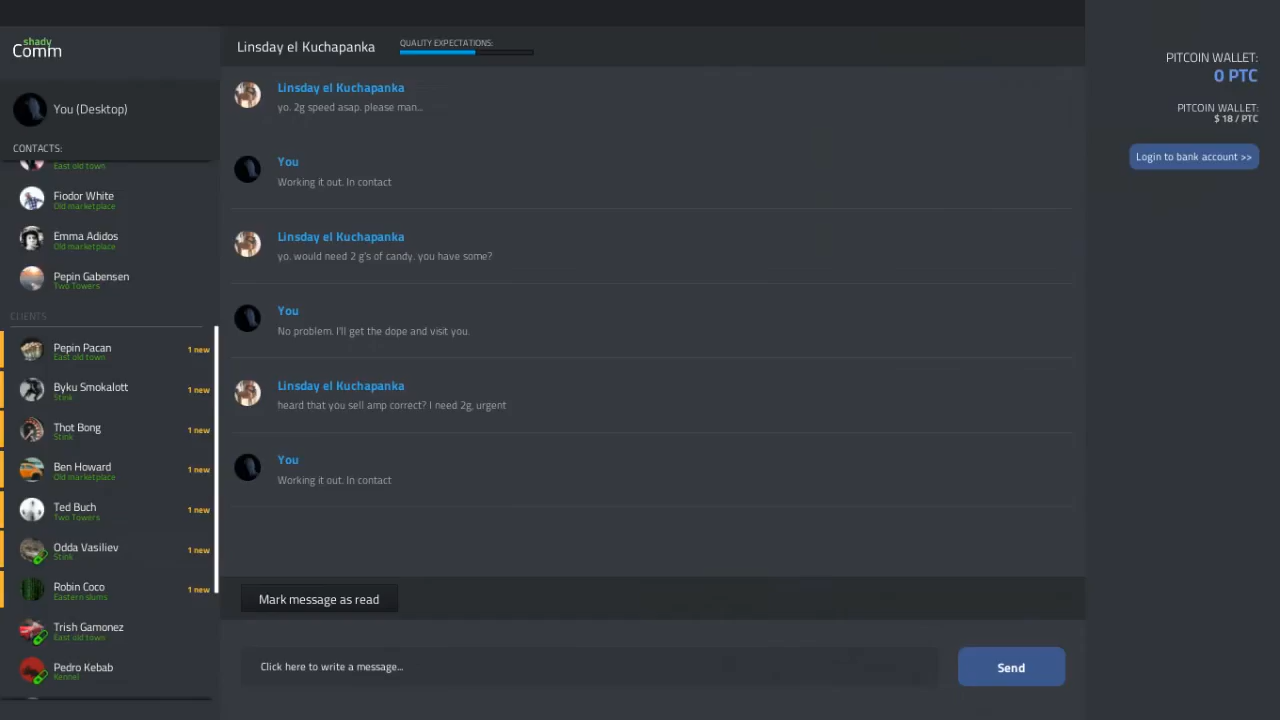 shady
Comm
Linsday el Kuchapanka
QUALITY EXPECTATIONS:
You (Desktop)
CONTACTS:
East old town
Fiodor White
Old marketplace
Emma Adidos
Old marketplace
Pepin Gabensen
Two Towers
CLIENTS
Pepin Pacan
East old town
1 new
Byku Smokalott
Stink
1 new
Thot Bong
Stink
1 new
Ben Howard
Old marketplace
1 new
Ted Buch
Two Towers
1 new
Odda Vasiliev
Stink
1 new
Robin Coco
Eastern slums
1 new
Trish Gamonez
East old town
Pedro Kebab
Kennel
Linsday el Kuchapanka
yo. 2g speed asap. please man...
You
Working it out. In contact
Linsday el Kuchapanka
yo. would need 2 g's of candy. you have some?
You
No problem. I'll get the dope and visit you.
Linsday el Kuchapanka
heard that you sell amp correct? I need 2g, urgent
You
Working it out. In contact
Mark message as read
Click here to write a message...
Send
PITCOIN WALLET:
0 PTC
PITCOIN WALLET:
$ 18 / PTC
Login to bank account >>